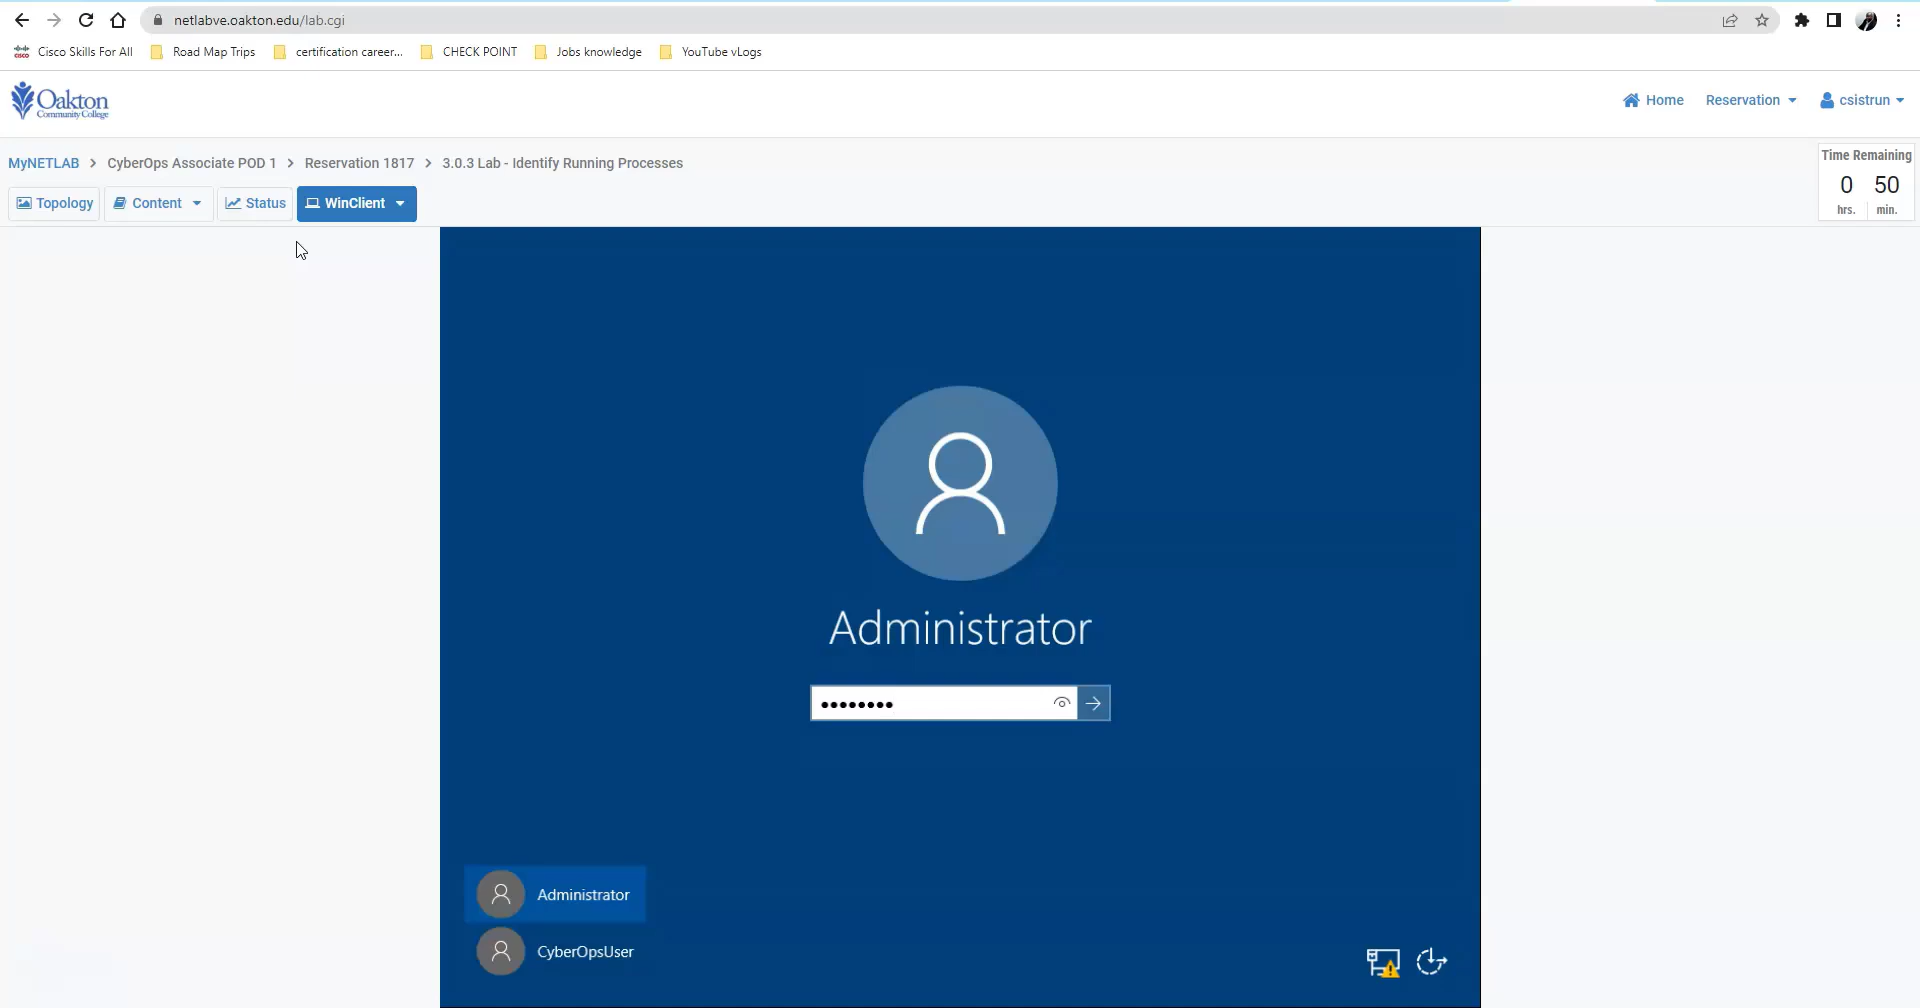 netlabve.oakton.edu/lab.cgi
CISCO Cisco Skills For All Road Map Trips certification career... CHECK POINT Jobs knowledge YouTube vLogs
Oakton
Community College
Home Reservation csistrun
MyNETLAB > CyberOps Associate POD 1 > Reservation 1817 > 3.0.3 Lab - Identify Running Processes
Time Remaining
0 50
hrs. min.
Topology Content Status WinClient
Administrator
••••••••
Administrator
CyberOpsUser